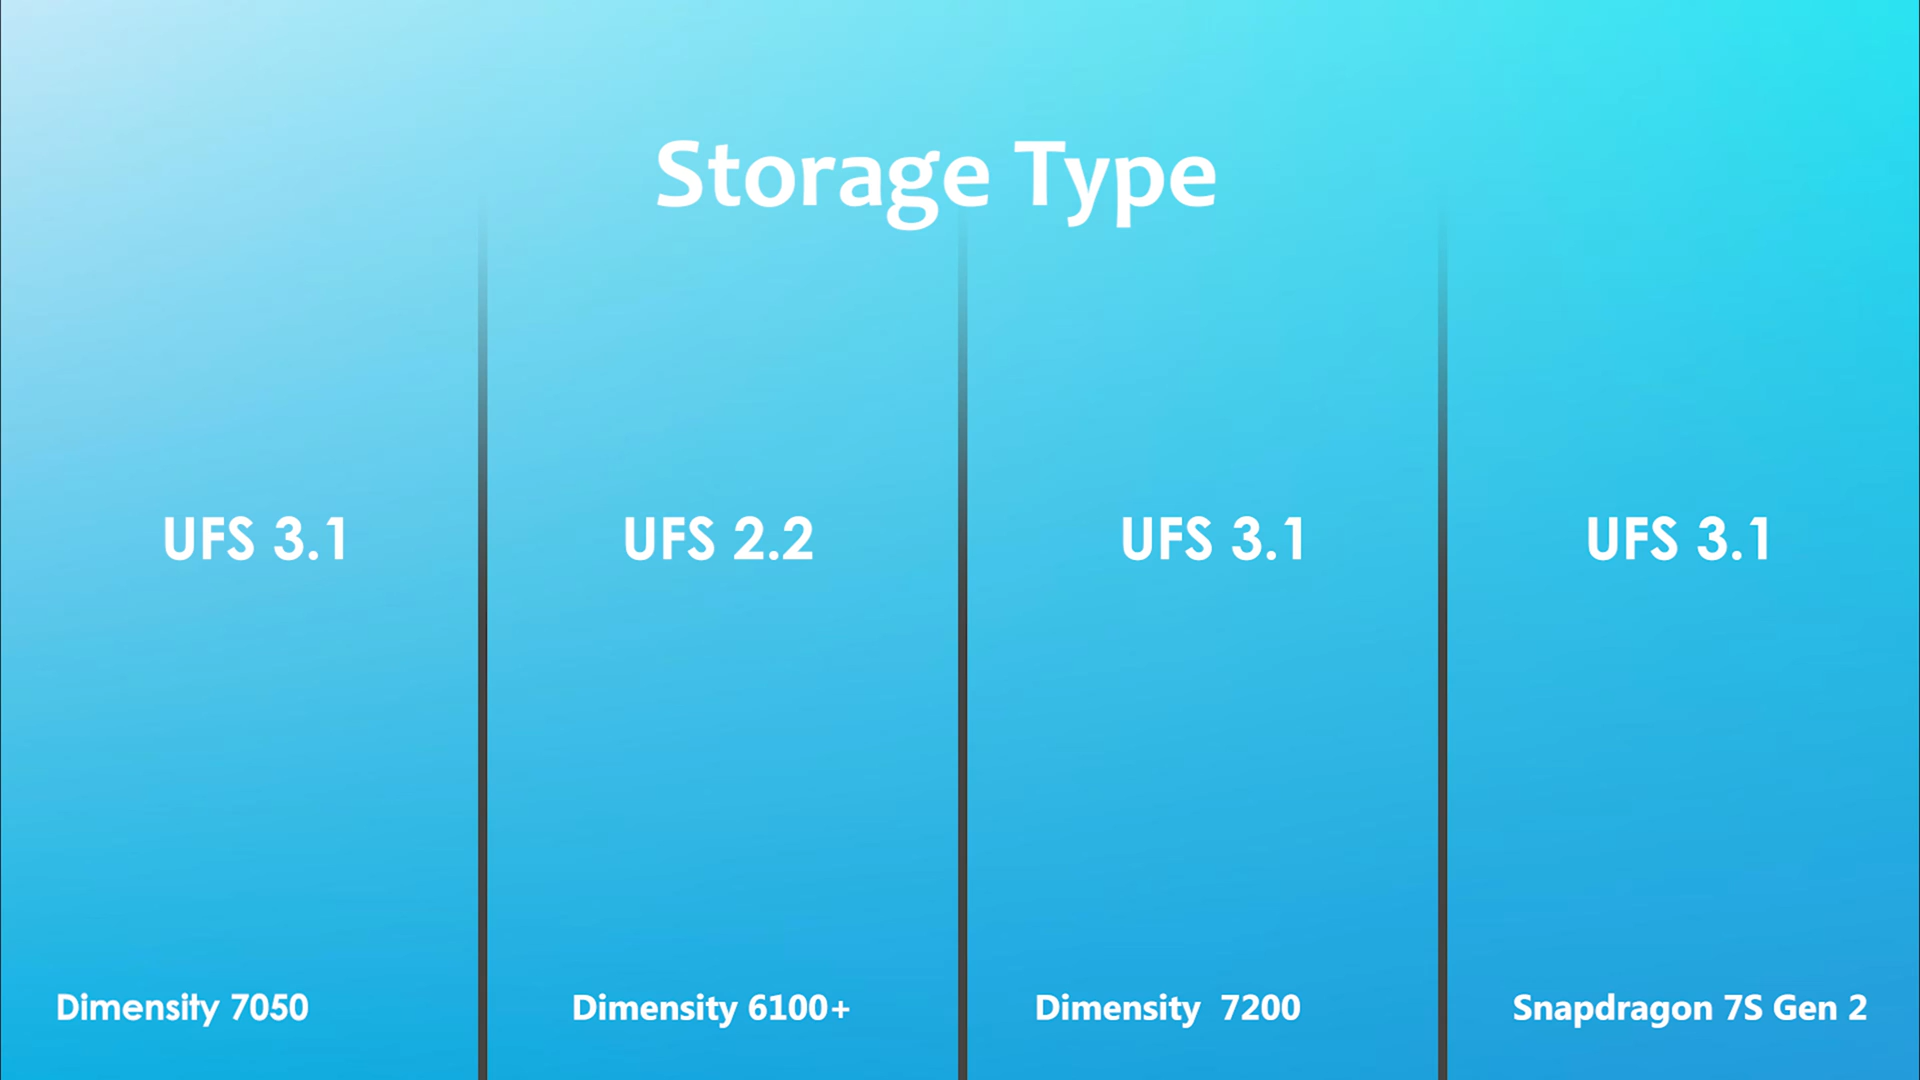 Storage Type
UFS 3.1
UFS 2.2
UFS 3.1
UFS 3.1
Dimensity 7050
Dimensity 6100+
Dimensity 7200
Snapdragon 7S Gen 2